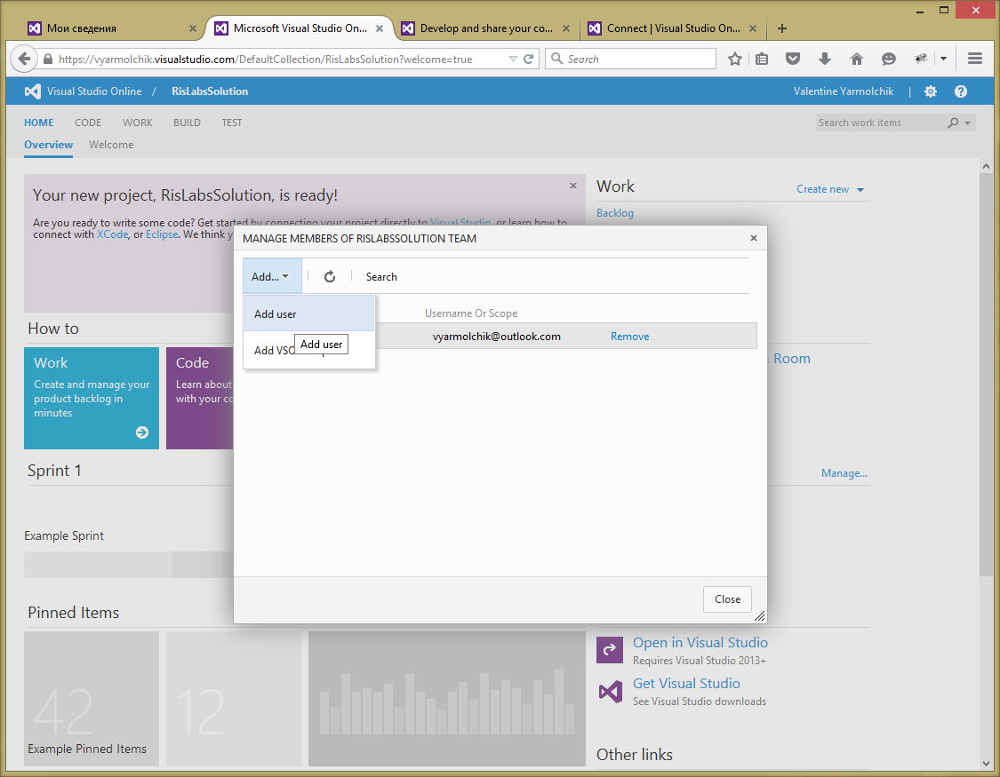 Мои сведения
Microsoft Visual Studio On...
Develop and share your co...
Connect | Visual Studio On...
https://vyarmolchik.visualstudio.com/DefaultCollection/RisLabsSolution?welcome=true
Search
Visual Studio Online / RisLabsSolution
Valentine Yarmolchik
HOME CODE WORK BUILD TEST
Search work items
Overview Welcome
Your new project, RisLabsSolution, is ready!
Are you ready to write some code? Get started by connecting your project directly to Visual Studio, or learn how to
connect with XCode, or Eclipse. We think y
Work
Create new
Backlog
MANAGE MEMBERS OF RISLABSSOLUTION TEAM
Add...
Search
Add user
Add VSO
Add user
Username Or Scope
vyarmolchik@outlook.com
Remove
Close
Room
Manage...
How to
Work
Create and manage your
product backlog in
minutes
Code
Learn about
with your co
Sprint 1
Example Sprint
Pinned Items
42
12
Example Pinned Items
Open in Visual Studio
Requires Visual Studio 2013+
Get Visual Studio
See Visual Studio downloads
Other links